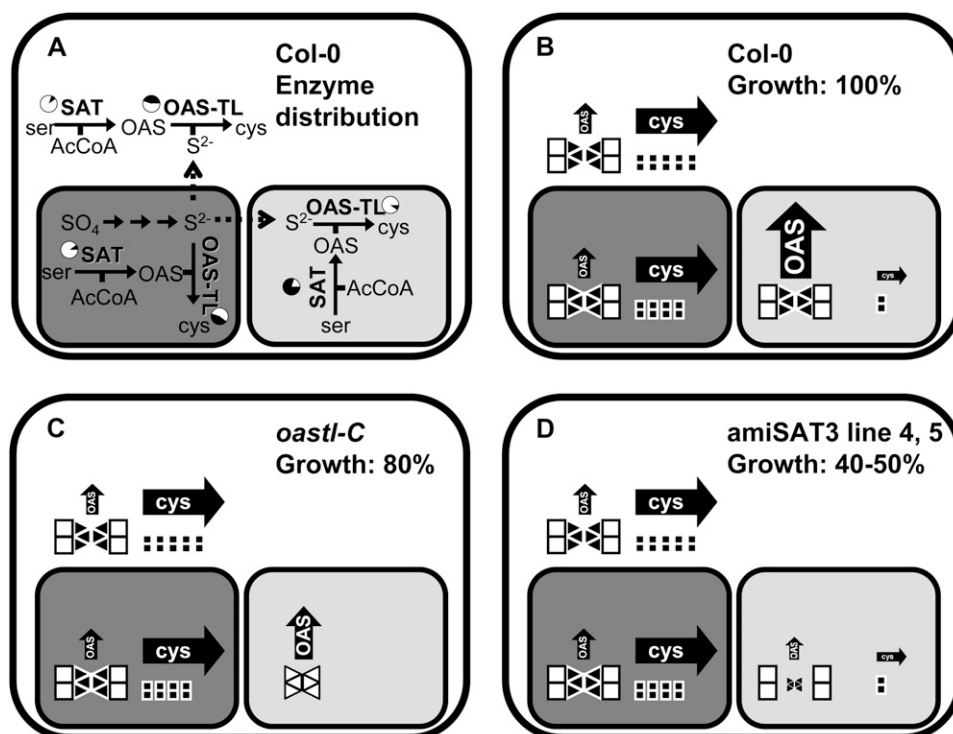 A
Col-0
Enzyme
distribution
SAT
OAS-TL
ser
OAS
cys
AcCoA
S2-
SO4
S2-
SAT
ser
OAS
AcCoA
OAS-TL
cys
S2-
OAS-TL
cys
OAS
SAT
AcCoA
ser
B
Col-0
Growth: 100%
OAS
cys
OAS
cys
OAS
cys
C
oastl-C
Growth: 80%
OAS
cys
OAS
cys
OAS
D
amiSAT3 line 4, 5
Growth: 40-50%
OAS
cys
OAS
cys
OAS
cys